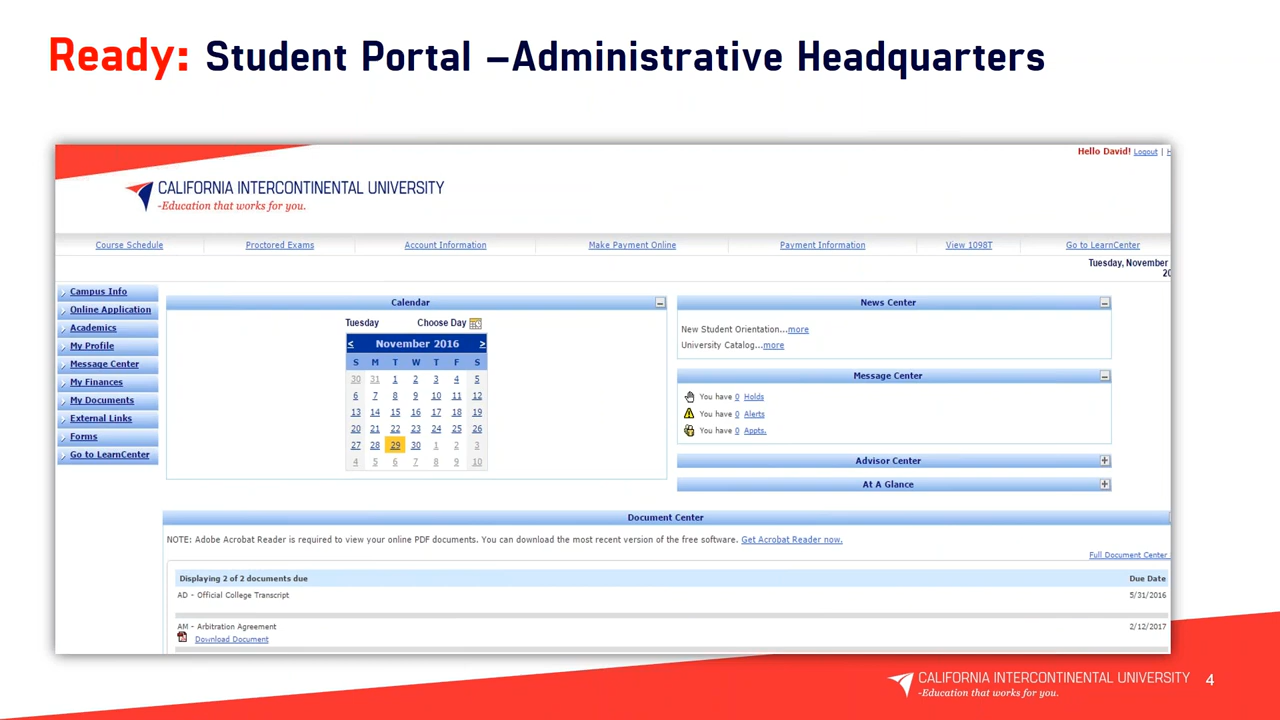 Ready: Student Portal –Administrative Headquarters
Hello David! Logout |
CALIFORNIA INTERCONTINENTAL UNIVERSITY
-Education that works for you.
Course Schedule Proctored Exams Account Information Make Payment Online Payment Information View 1098T Go to LearnCenter
Tuesday, November
Campus Info
Online Application
Academics
My Profile
Message Center
My Finances
My Documents
External Links
Forms
Go to LearnCenter
Calendar
Tuesday Choose Day
< November 2016 >
S M T W T F S
30 31 1 2 3 4 5
6 7 8 9 10 11 12
13 14 15 16 17 18 19
20 21 22 23 24 25 26
27 28 29 30 1 2 3
4 5 6 7 8 9 10
News Center
New Student Orientation...more
University Catalog...more
Message Center
You have 0 Holds
You have 0 Alerts
You have 0 Appts.
Advisor Center
At A Glance
Document Center
NOTE: Adobe Acrobat Reader is required to view your online PDF documents. You can download the most recent version of the free software. Get Acrobat Reader now.
Full Document Center
Displaying 2 of 2 documents due Due Date
AD - Official College Transcript 5/31/2016
AM - Arbitration Agreement 2/12/2017
Download Document
CALIFORNIA INTERCONTINENTAL UNIVERSITY
-Education that works for you.
4